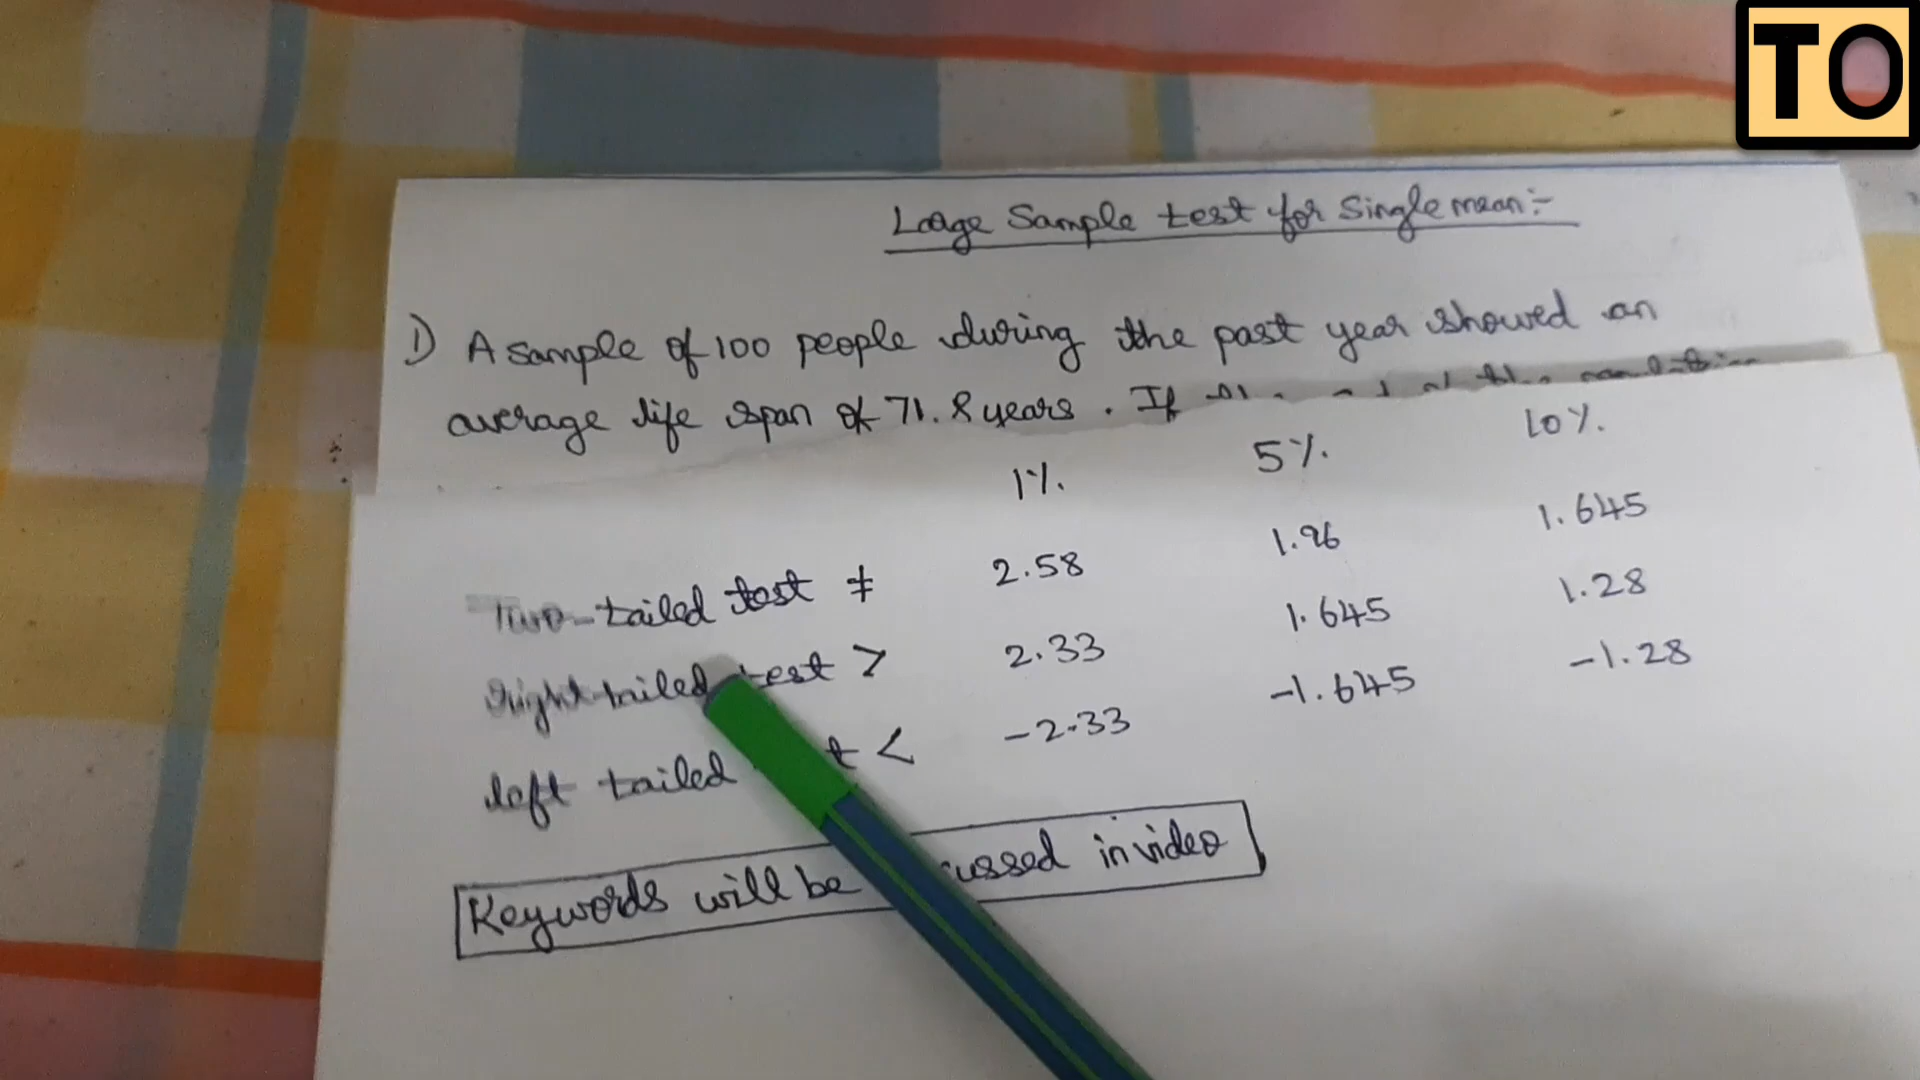 TO
Large Sample test for Single mean:-
1) A sample of 100 people during the past year showed an
average life span of 71.8 years. If
1% 5% 10%
Two-tailed test ≠ 2.58 1.96 1.645
right tailed test > 2.33 1.645 1.28
left tailed < -2.33 -1.645 -1.28
Keywords will be in video